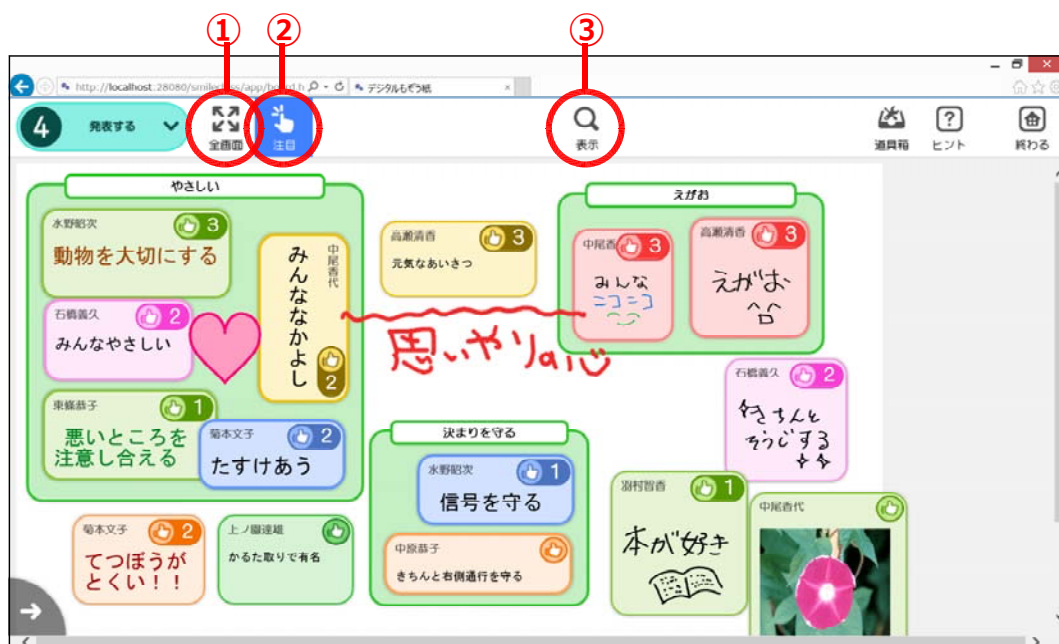 ① ② ③
http://localhost:28080/smile
デジタルもぞう紙
4 発表する
全画面
注目
表示
道具箱
ヒント
終わる
やさしい
水野昭次 3
動物を大切にする
石橋義久 2
みんなやさしい
中尾香代
みんななかよし
2
東條恭子 1
悪いところを
注意し合える
菊本文子 2
たすけあう
高瀬清香 3
元気なあいさつ
思いやりの心
えがお
中尾香 3
みんな
ニコニコ
高瀬清香 3
えがお
石橋義久 2
きちんと
そうじする
決まりを守る
水野昭次 1
信号を守る
中原恭子
きちんと右側通行を守る
菊本文子 2
てつぼうが
とくい!!
上ノ園達雄
かるた取りで有名
羽村智香 1
本が好き
中尾香代